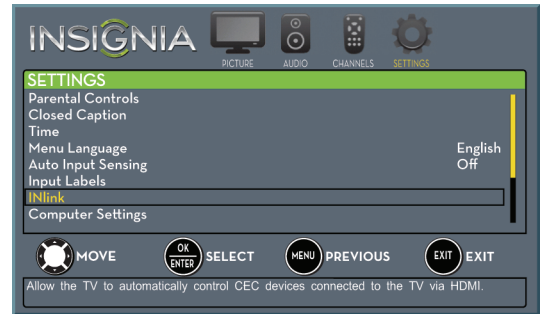 INSIGNIA
PICTURE AUDIO CHANNELS SETTINGS
SETTINGS
Parental Controls
Closed Caption
Time
Menu Language English
Auto Input Sensing Off
Input Labels
INlink
Computer Settings
MOVE OK ENTER SELECT MENU PREVIOUS EXIT EXIT
Allow the TV to automatically control CEC devices connected to the TV via HDMI.